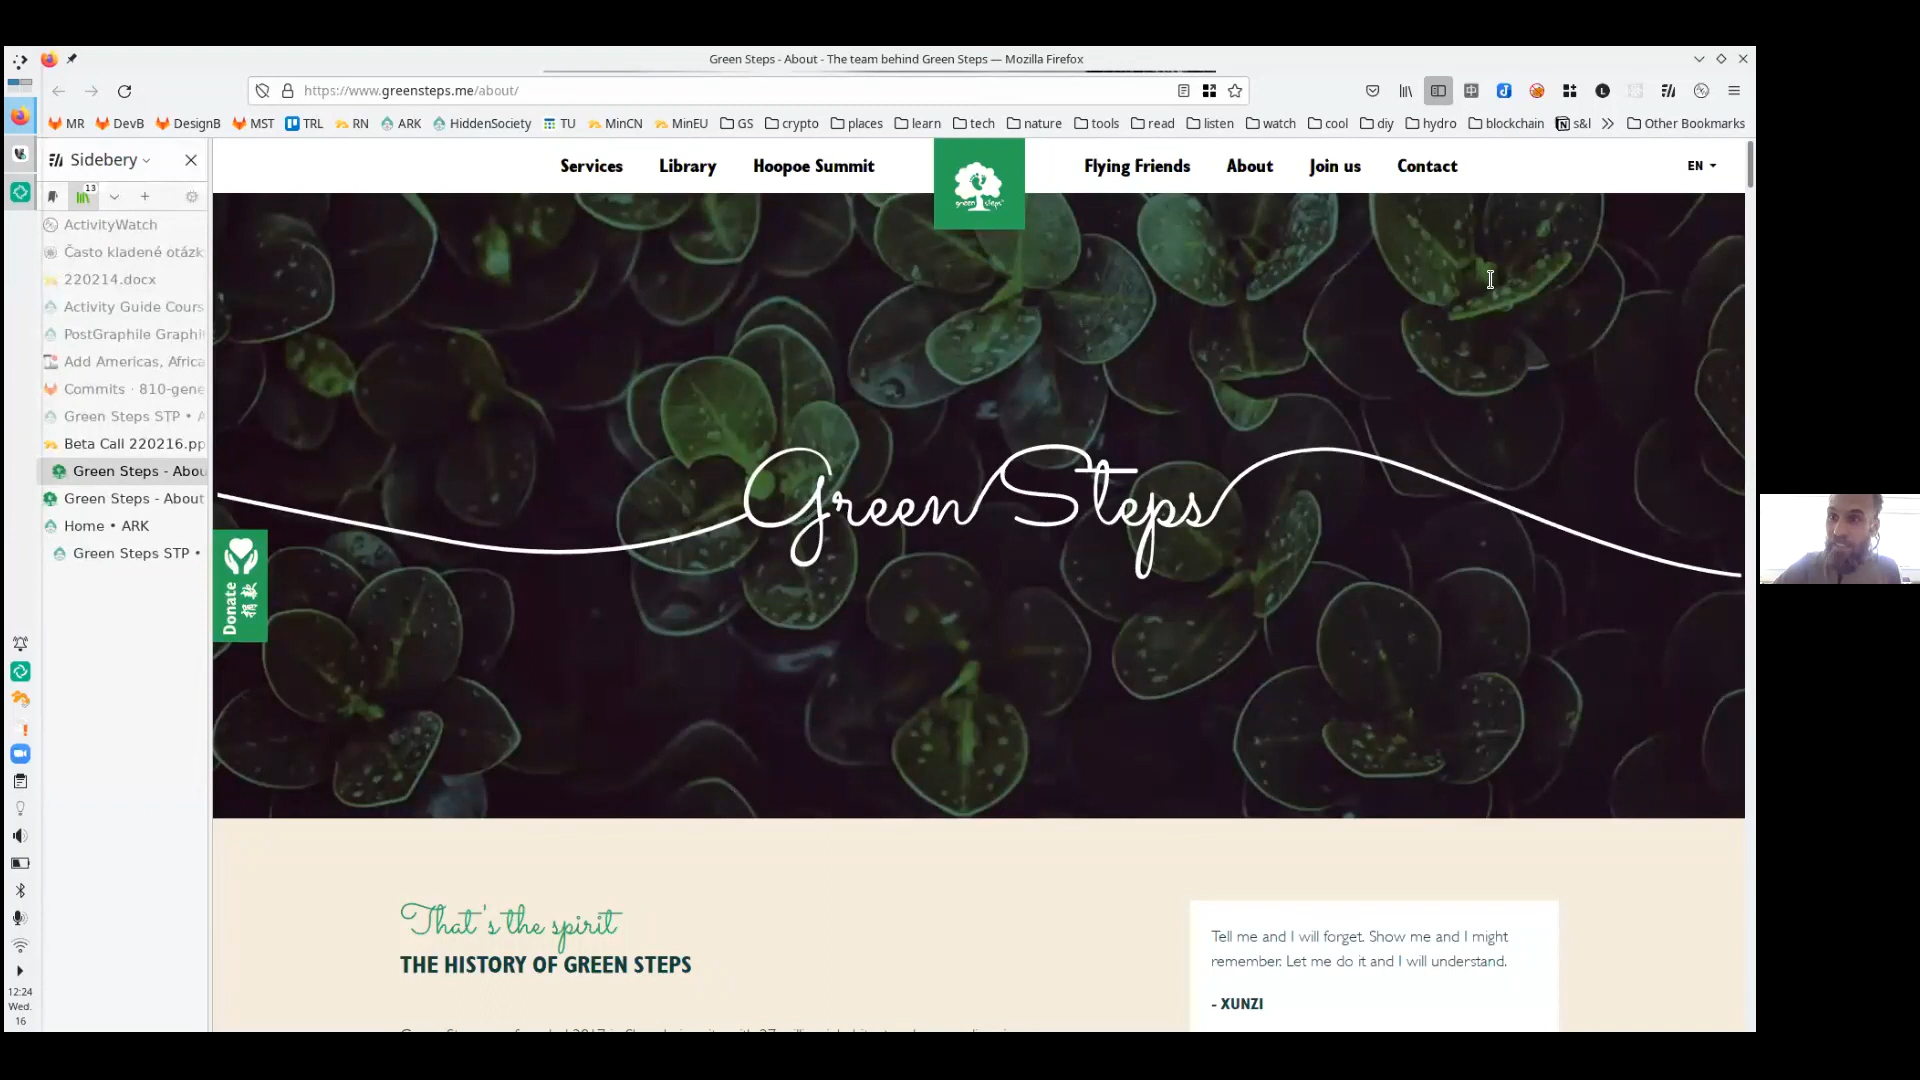 Green Steps - About - The team behind Green Steps — Mozilla Firefox
https://www.greensteps.me/about/
MR DevB DesignB MST TRL RN ARK HiddenSociety TU MinCN MinEU GS crypto places learn tech nature tools read listen watch cool diy hydro blockchain s&l Other Bookmarks
Sidebery
13
ActivityWatch
Často kladené otázk
220214.docx
Activity Guide Cours
PostGraphile Graphi
Add Americas, Africa
Commits · 810-gene
Green Steps STP • A
Beta Call 220216.pp
Green Steps - Abou
Green Steps - About
Home • ARK
Green Steps STP •
12:24
Wed.
16
Services Library Hoopoe Summit
green steps
Flying Friends About Join us Contact
EN
Green Steps
Donate
捐款
That's the spirit
THE HISTORY OF GREEN STEPS
Tell me and I will forget. Show me and I might
remember. Let me do it and I will understand.
- XUNZI